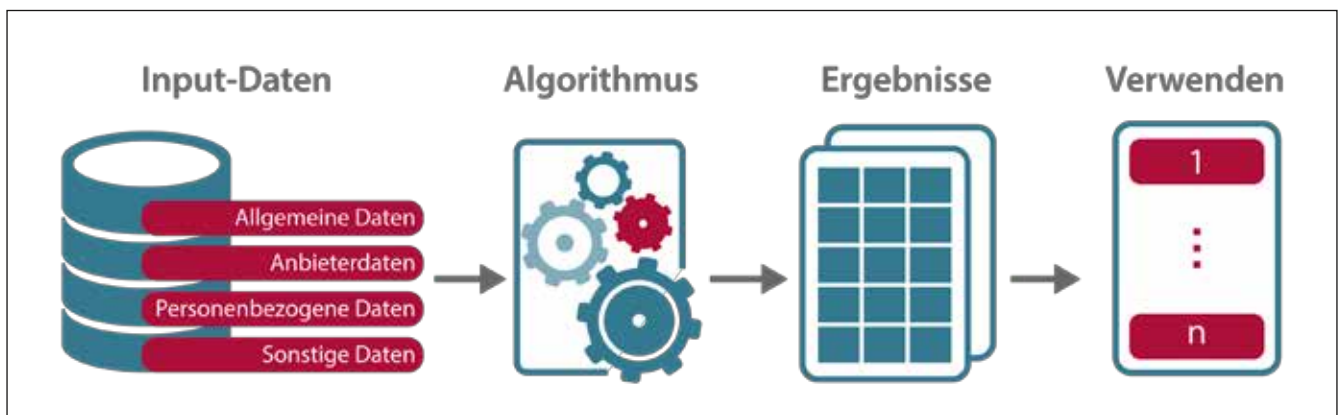 Input-Daten
Allgemeine Daten
Anbieterdaten
Personenbezogene Daten
Sonstige Daten
Algorithmus
Ergebnisse
Verwenden
1
⋮
n